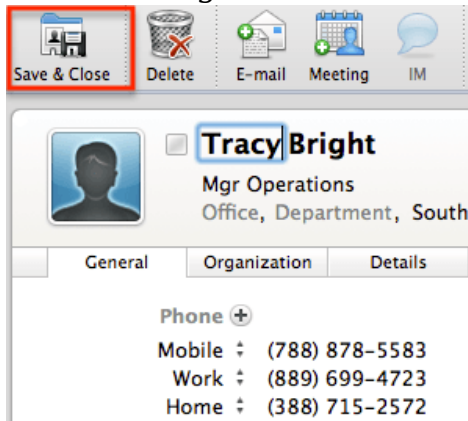 Save & Close Delete E-mail Meeting IM
Tracy Bright
Mgr Operations
Office, Department, South
General Organization Details
Phone
Mobile (788) 878-5583
Work (889) 699-4723
Home (388) 715-2572